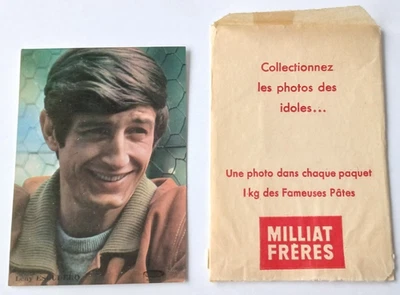 Collectionnez
les photos des
idoles...
Une photo dans chaque paquet
1 kg des Fameuses Pâtes
MILLIAT
FRÈRES